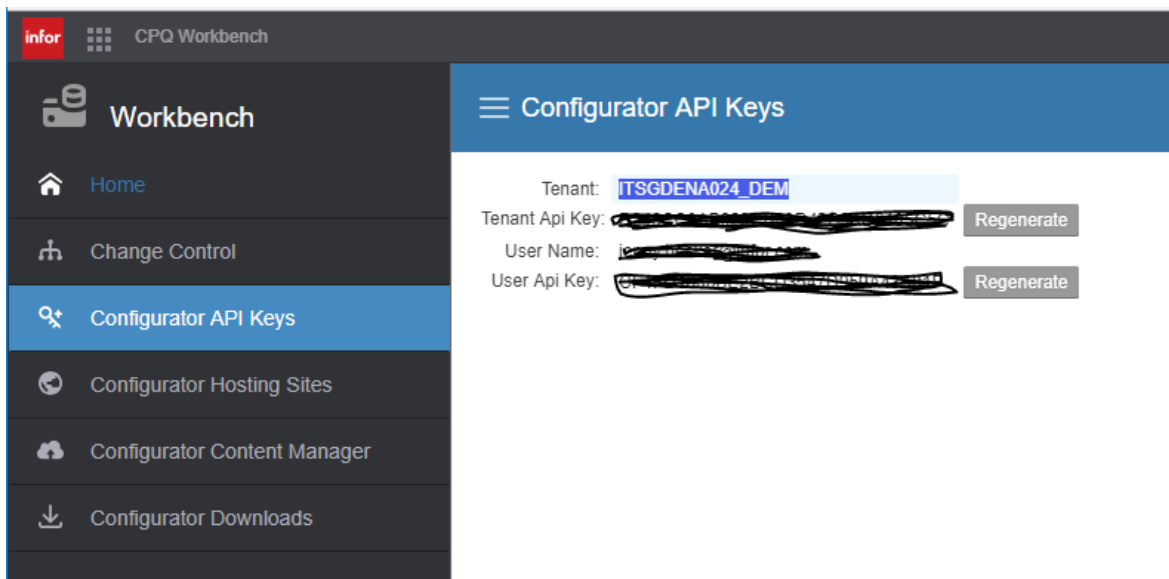 infor CPQ Workbench
Workbench
Home
Change Control
Configurator API Keys
Configurator Hosting Sites
Configurator Content Manager
Configurator Downloads
Configurator API Keys
Tenant: ITSGDENA024_DEM
Tenant Api Key: Regenerate
User Name:
User Api Key: Regenerate